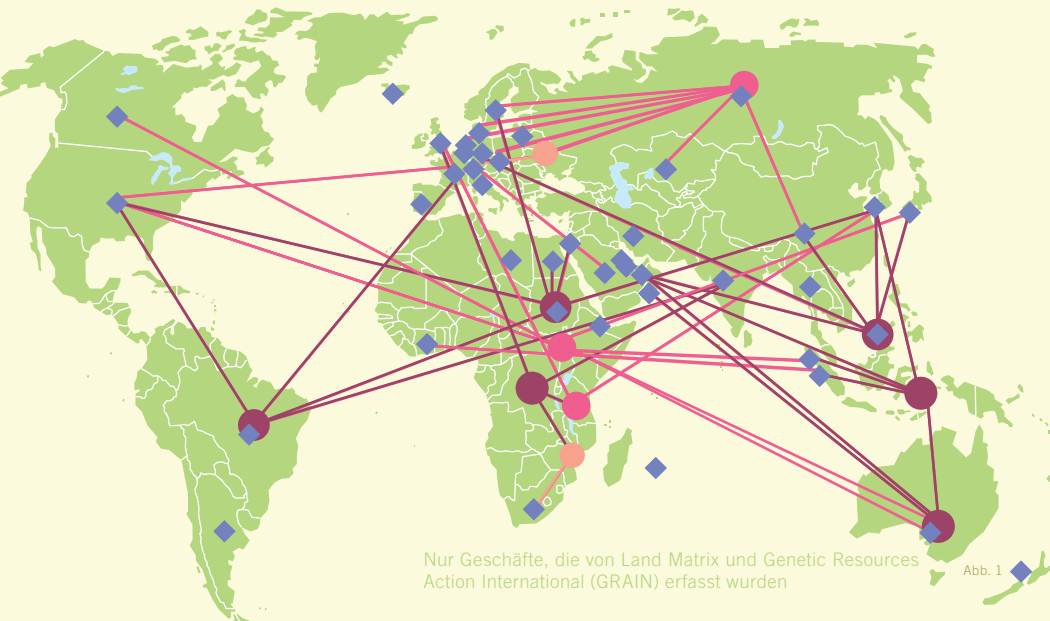 Nur Geschäfte, die von Land Matrix und Genetic Resources
Action International (GRAIN) erfasst wurden
Abb. 1